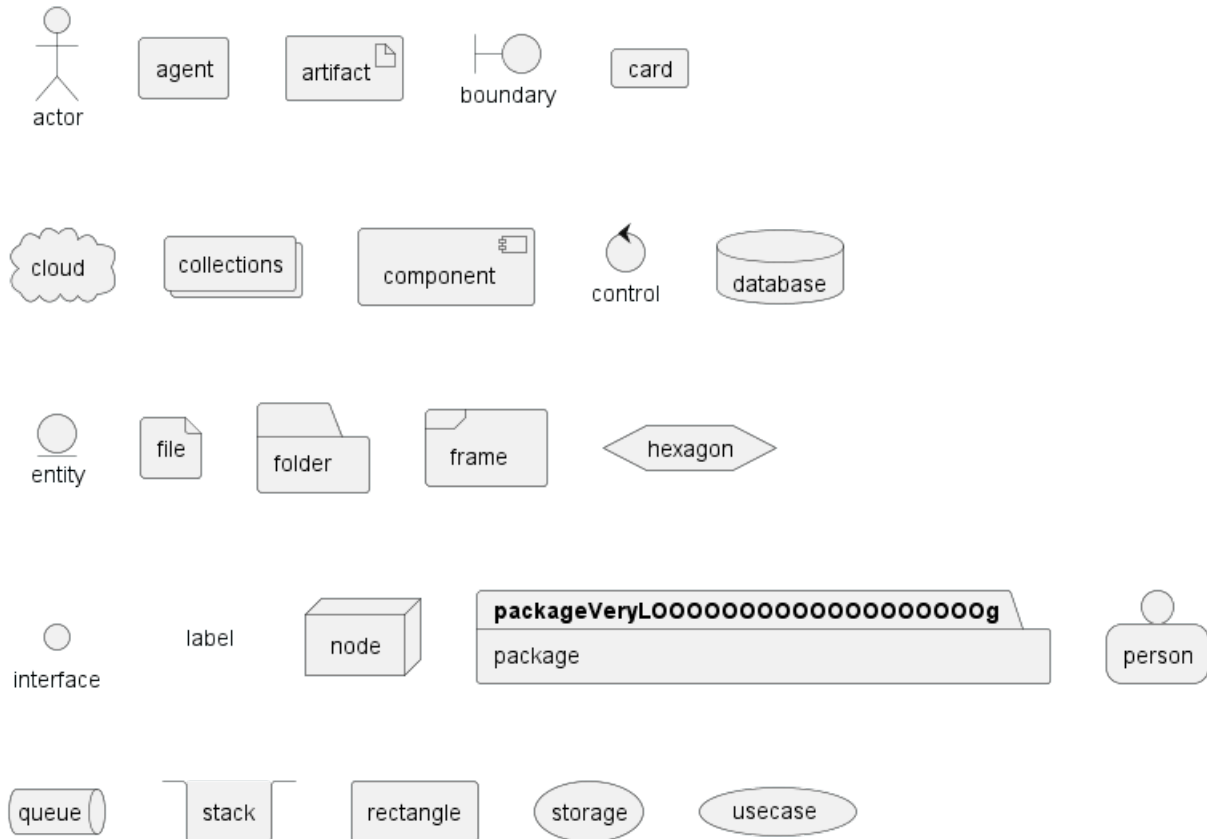 actor
agent
artifact
boundary
card
cloud
collections
component
control
database
entity
file
folder
frame
hexagon
interface
label
node
packageVeryLOOOOOOOOOOOOOOOOOOOg
package
person
queue
stack
rectangle
storage
usecase